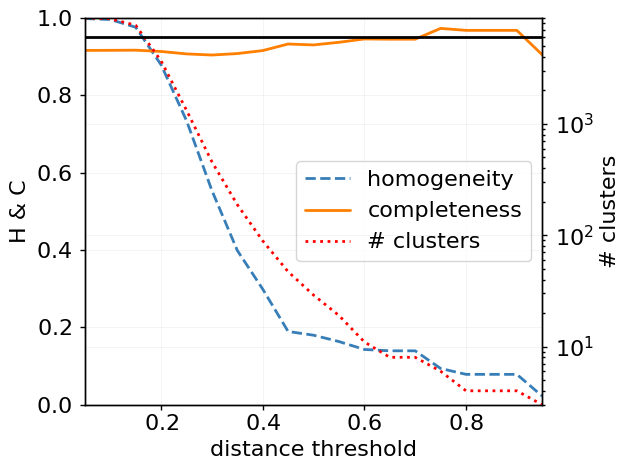 1.0
0.8
0.6
0.4
0.2
0.0
H & C
0.2 0.4 0.6 0.8
distance threshold
10³
10²
10¹
# clusters
homogeneity
completeness
# clusters